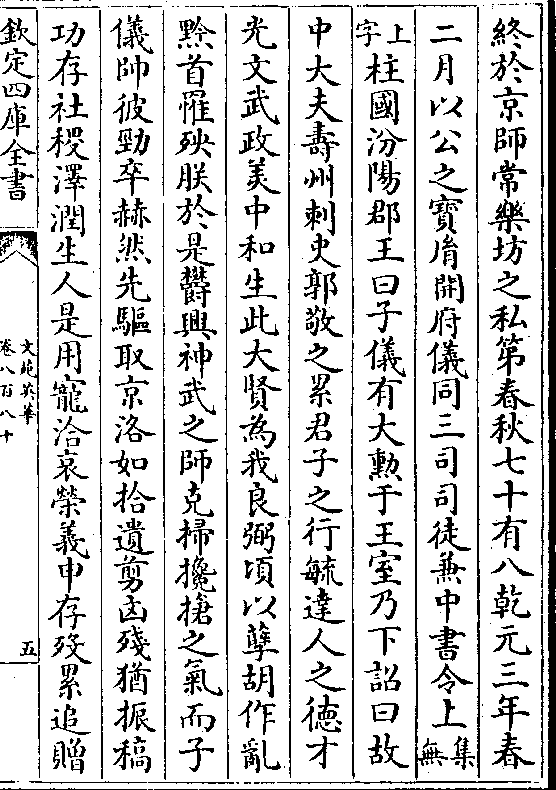 終於京師常樂坊之私第春秋七十有八乾元三年春
二月以公之寳胤開府儀同三司司徒兼中書令上集無
上字柱國汾陽郡王曰子儀有大勲于王室乃下詔曰故
中大夫壽州刺史郭敬之累君子之行毓達人之德才
光文武政美中和生此大賢為我良弼頃以孽胡作亂
黔首罹殃朕於是欝興神武之師克掃攙搶之氣而子
儀帥彼勁卒赫然先驅取京洛如拾遺剪凶殘猶振槁
功存社稷澤潤生人是用寵洽哀榮義申存歿累追贈
欽定四庫全書
文苑英華
卷八百八十
五